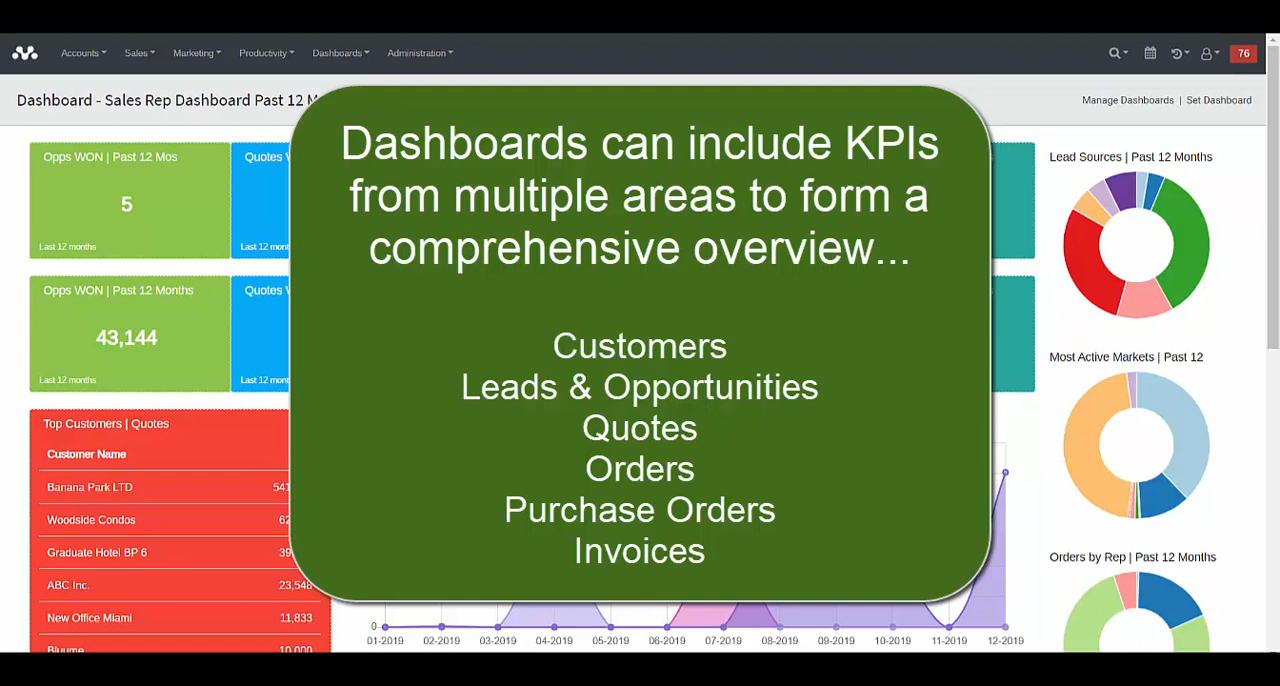 Accounts Sales Marketing Productivity Dashboards Administration 76
Dashboard - Sales Rep Dashboard Past 12 M
Manage Dashboards | Set Dashboard
Opps WON | Past 12 Mos
5
Last 12 months
Quotes
Last 12 mon
Opps WON | Past 12 Months
43,144
Last 12 months
Quotes
Last 12 mont
Top Customers | Quotes
Customer Name
Banana Park LTD 541
Woodside Condos 62
Graduate Hotel BP 6 39
ABC Inc. 23,548
New Office Miami 11,833
Bluume 10,000
Dashboards can include KPIs
from multiple areas to form a
comprehensive overview...
Customers
Leads & Opportunities
Quotes
Orders
Purchase Orders
Invoices
0
01-2019 02-2019 03-2019 04-2019 05-2019 06-2019 07-2019 08-2019 09-2019 10-2019 11-2019 12-2019
Lead Sources | Past 12 Months
Most Active Markets | Past 12
Orders by Rep | Past 12 Months